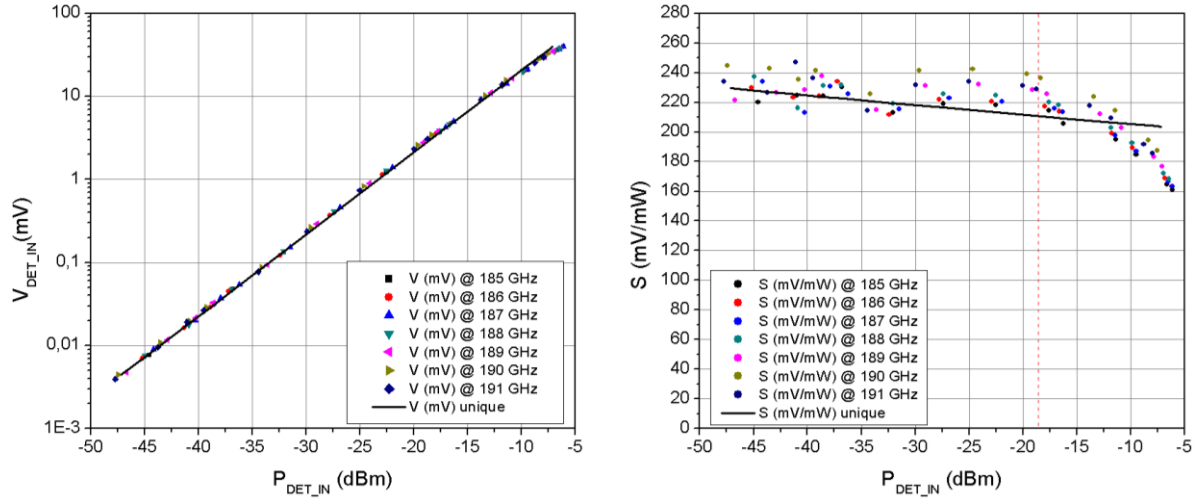 100
10
1
0,1
0,01
1E-3
V_DET_IN (mV)
V (mV) @ 185 GHz
V (mV) @ 186 GHz
V (mV) @ 187 GHz
V (mV) @ 188 GHz
V (mV) @ 189 GHz
V (mV) @ 190 GHz
V (mV) @ 191 GHz
V (mV) unique
-50 -45 -40 -35 -30 -25 -20 -15 -10 -5
P_DET_IN (dBm)
280
260
240
220
200
180
160
140
120
100
80
60
40
20
0
S (mV/mW)
S (mV/mW) @ 185 GHz
S (mV/mW) @ 186 GHz
S (mV/mW) @ 187 GHz
S (mV/mW) @ 188 GHz
S (mV/mW) @ 189 GHz
S (mV/mW) @ 190 GHz
S (mV/mW) @ 191 GHz
S (mV/mW) unique
-50 -45 -40 -35 -30 -25 -20 -15 -10 -5
P_DET_IN (dBm)